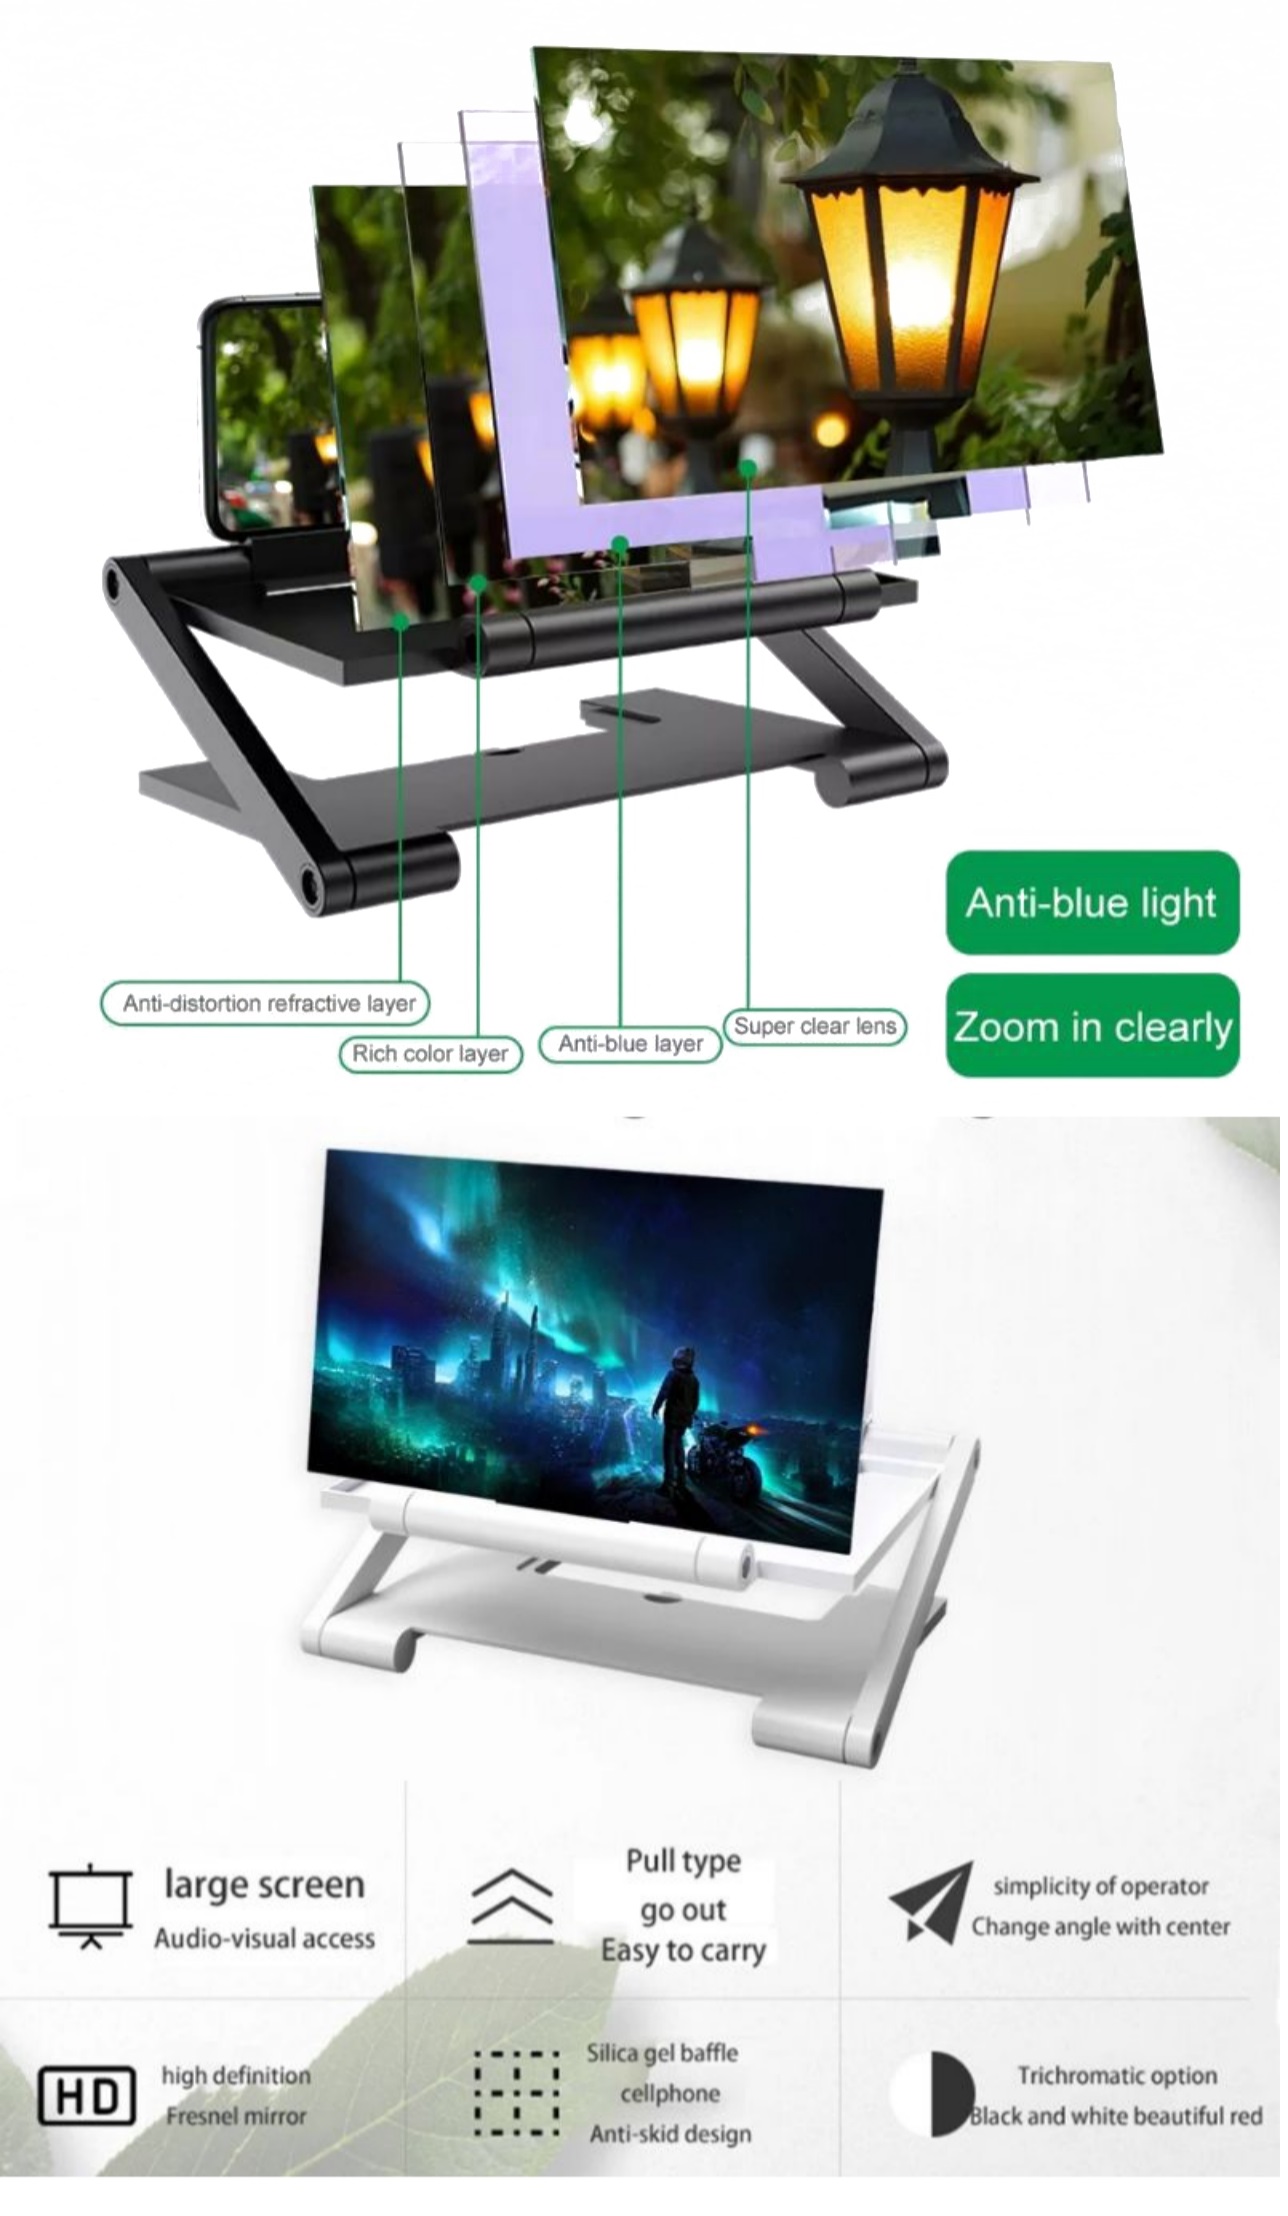 Anti-blue light
Zoom in clearly
Anti-distortion refractive layer
Rich color layer
Anti-blue layer
Super clear lens
large screen
Audio-visual access
Pull type
go out
Easy to carry
simplicity of operator
Change angle with center
HD
high definition
Fresnel mirror
Silica gel baffle
cellphone
Anti-skid design
Trichromatic option
Black and white beautiful red